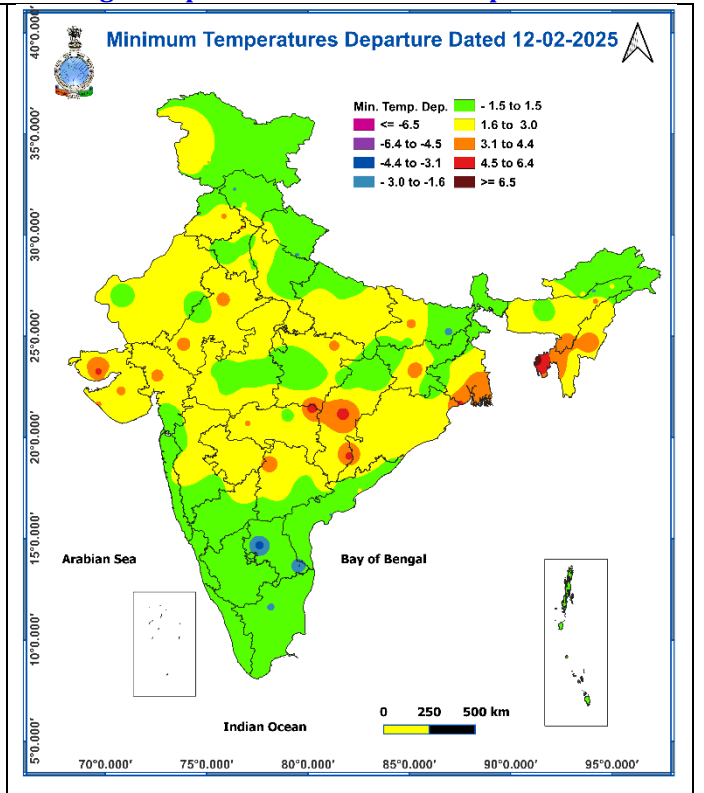 Minimum Temperatures Departure Dated 12-02-2025
Min. Temp. Dep.
<= -6.5
-6.4 to -4.5
-4.4 to -3.1
- 3.0 to -1.6
- 1.5 to 1.5
1.6 to 3.0
3.1 to 4.4
4.5 to 6.4
>= 6.5
40°0.000'
35°0.000'
30°0.000'
25°0.000'
20°0.000'
15°0.000'
10°0.000'
5°0.000'
Arabian Sea
Bay of Bengal
Indian Ocean
0 250 500 km
70°0.000' 75°0.000' 80°0.000' 85°0.000' 90°0.000' 95°0.000'